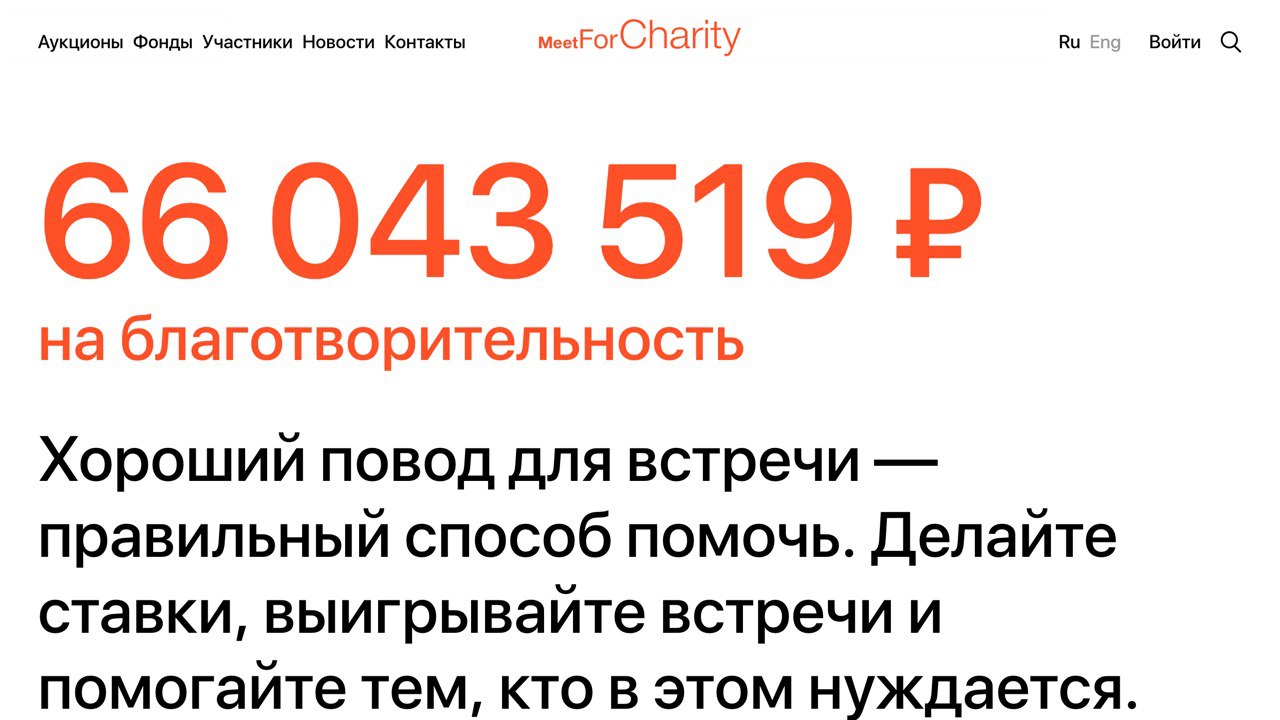 Аукционы Фонды Участники Новости Контакты
MeetForCharity
Ru Eng Войти
66 043 519 ₽
на благотворительность
Хороший повод для встречи —
правильный способ помочь. Делайте
ставки, выигрывайте встречи и
помогайте тем, кто в этом нуждается.